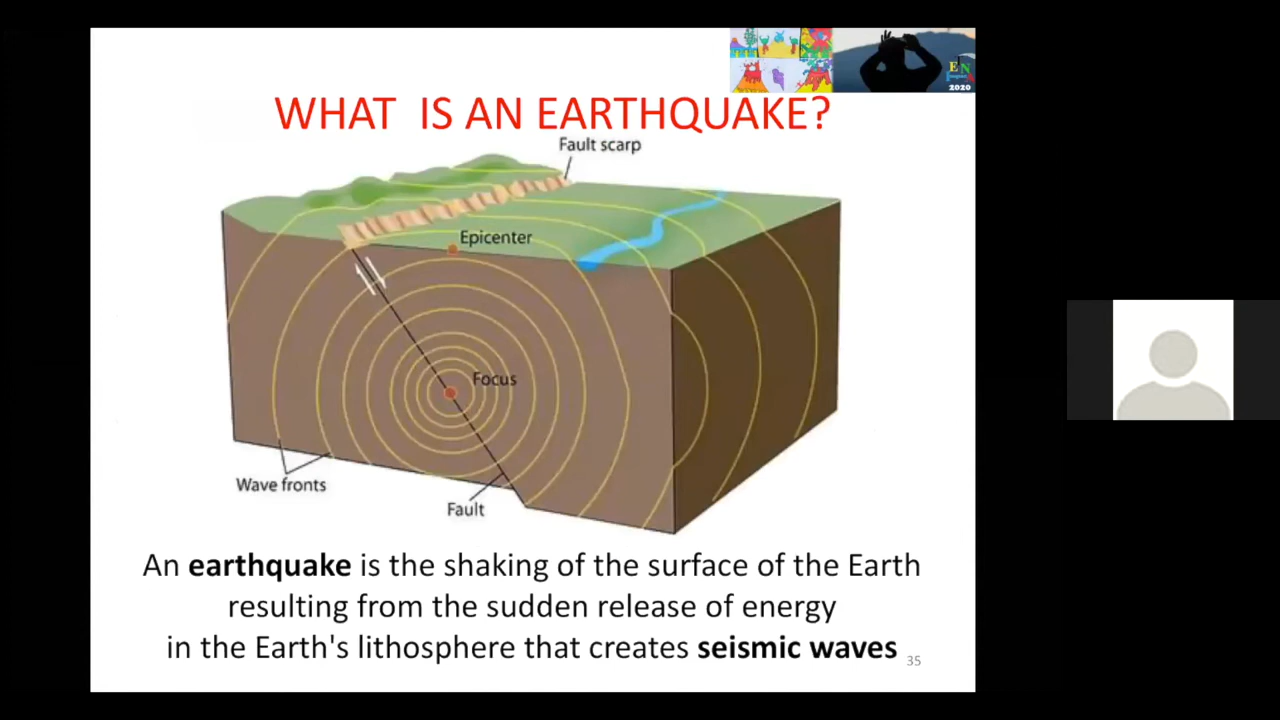 E N
2020
WHAT IS AN EARTHQUAKE?
Fault scarp
Epicenter
Focus
Wave fronts
Fault
An earthquake is the shaking of the surface of the Earth
resulting from the sudden release of energy
in the Earth's lithosphere that creates seismic waves
35